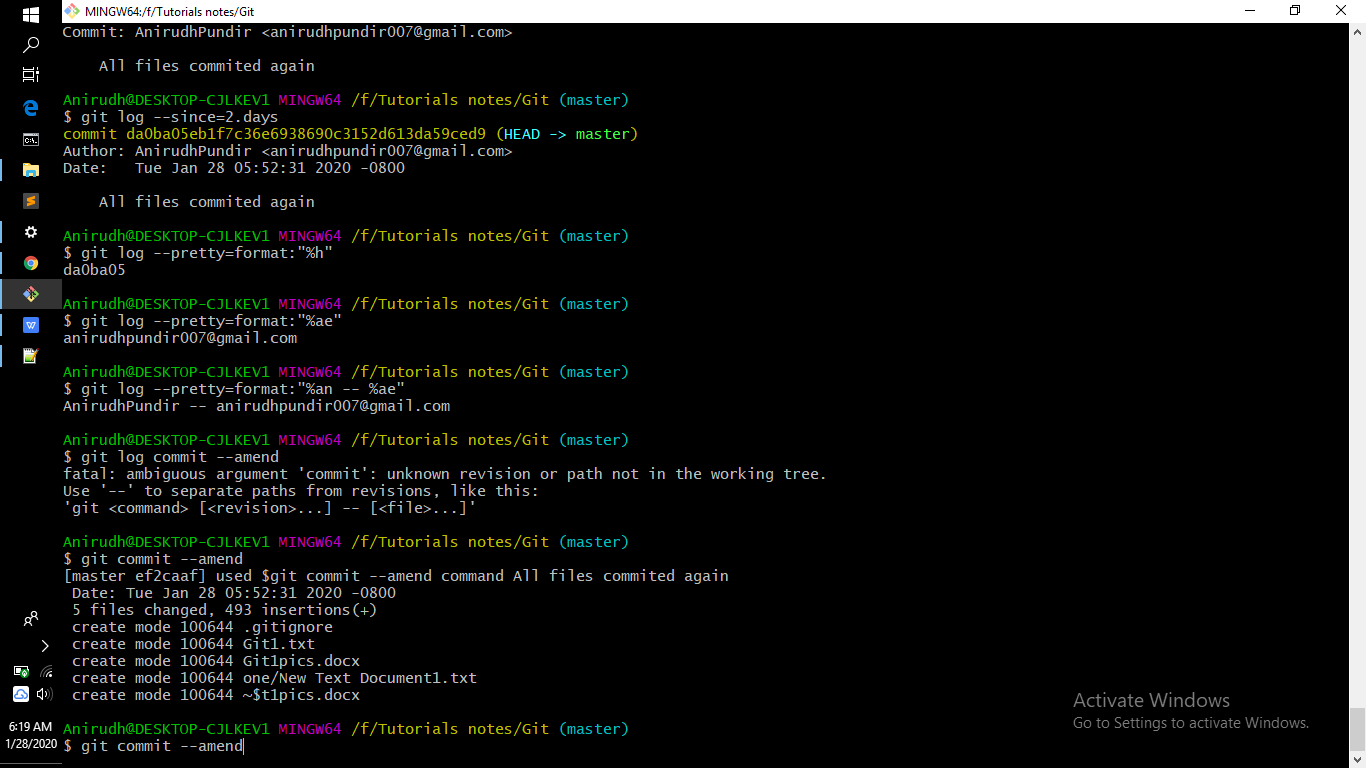 MINGW64:/f/Tutorials notes/Git
Commit: AnirudhPundir <anirudhpundir007@gmail.com>
All files commited again
Anirudh@DESKTOP-CJLKEV1 MINGW64 /f/Tutorials notes/Git (master)
$ git log --since=2.days
commit da0ba05eb1f7c36e6938690c3152d613da59ced9 (HEAD -> master)
Author: AnirudhPundir <anirudhpundir007@gmail.com>
Date:   Tue Jan 28 05:52:31 2020 -0800
All files commited again
Anirudh@DESKTOP-CJLKEV1 MINGW64 /f/Tutorials notes/Git (master)
$ git log --pretty=format:"%h"
da0ba05
Anirudh@DESKTOP-CJLKEV1 MINGW64 /f/Tutorials notes/Git (master)
$ git log --pretty=format:"%ae"
anirudhpundir007@gmail.com
Anirudh@DESKTOP-CJLKEV1 MINGW64 /f/Tutorials notes/Git (master)
$ git log --pretty=format:"%an -- %ae"
AnirudhPundir -- anirudhpundir007@gmail.com
Anirudh@DESKTOP-CJLKEV1 MINGW64 /f/Tutorials notes/Git (master)
$ git log commit --amend
fatal: ambiguous argument 'commit': unknown revision or path not in the working tree.
Use '--' to separate paths from revisions, like this:
'git <command> [<revision>...] -- [<file>...]'
Anirudh@DESKTOP-CJLKEV1 MINGW64 /f/Tutorials notes/Git (master)
$ git commit --amend
[master ef2caaf] used $git commit --amend command All files commited again
Date: Tue Jan 28 05:52:31 2020 -0800
5 files changed, 493 insertions(+)
create mode 100644 .gitignore
create mode 100644 Git1.txt
create mode 100644 Git1pics.docx
create mode 100644 one/New Text Document1.txt
create mode 100644 ~$t1pics.docx
Anirudh@DESKTOP-CJLKEV1 MINGW64 /f/Tutorials notes/Git (master)
$ git commit --amend
Activate Windows
Go to Settings to activate Windows.
6:19 AM
1/28/2020